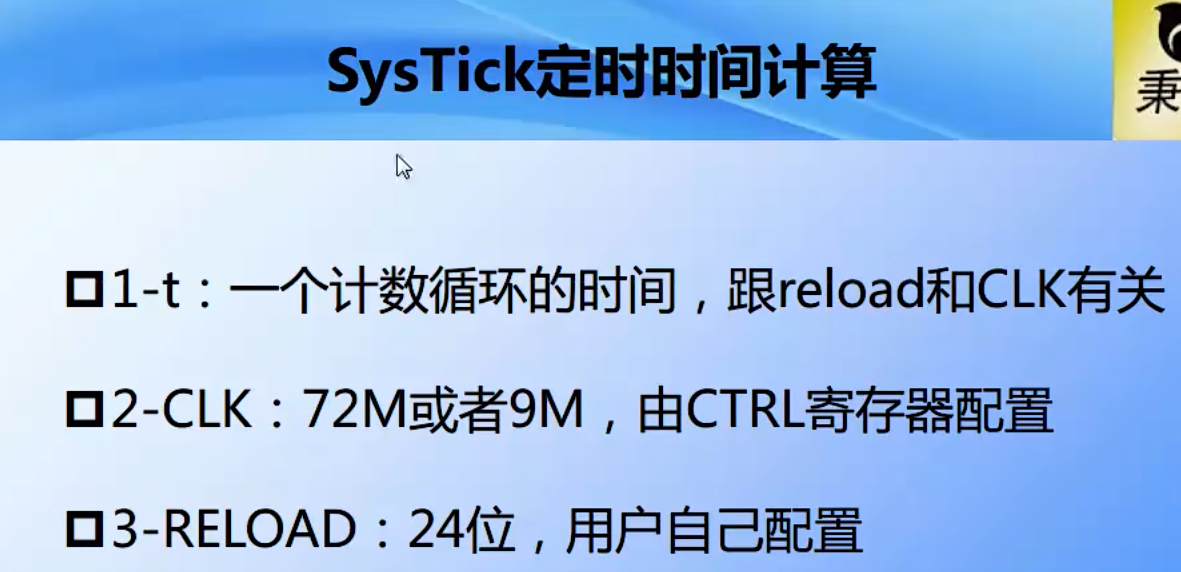 SysTick定时时间计算
秉
1-t：一个计数循环的时间，跟reload和CLK有关
2-CLK：72M或者9M，由CTRL寄存器配置
3-RELOAD：24位，用户自己配置